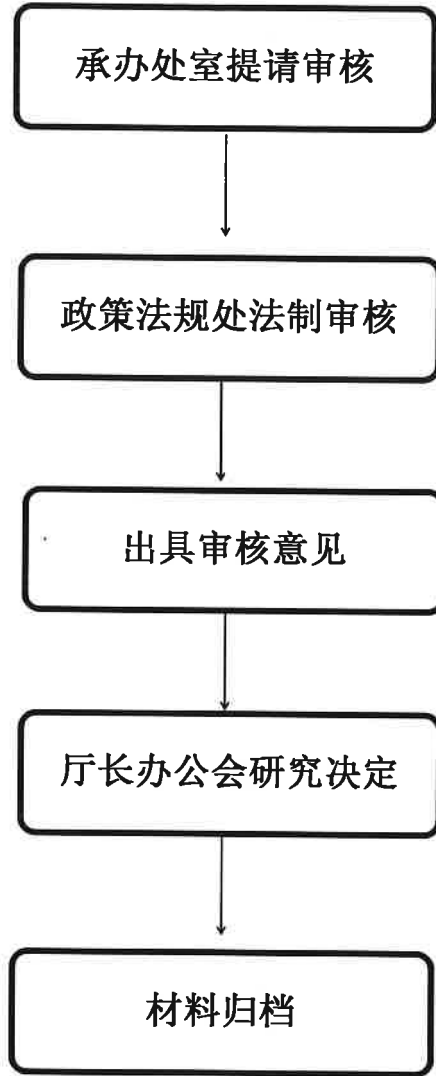 承办处室提请审核
政策法规处法制审核
出具审核意见
厅长办公会研究决定
材料归档